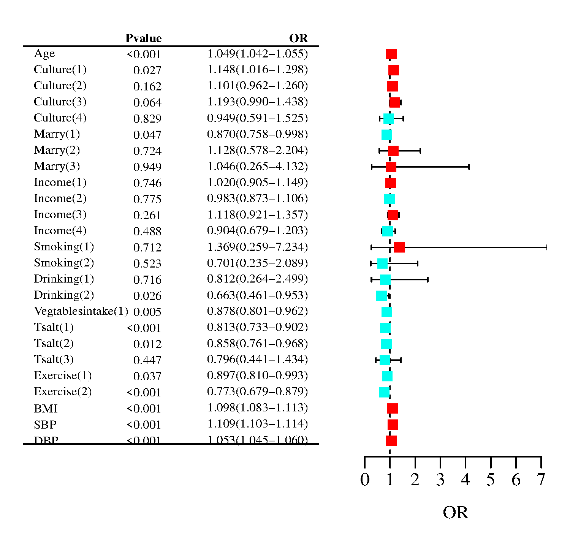 Pvalue OR
Age <0.001 1.049(1.042−1.055)
Culture(1) 0.027 1.148(1.016−1.298)
Culture(2) 0.162 1.101(0.962−1.260)
Culture(3) 0.064 1.193(0.990−1.438)
Culture(4) 0.829 0.949(0.591−1.525)
Marry(1) 0.047 0.870(0.758−0.998)
Marry(2) 0.724 1.128(0.578−2.204)
Marry(3) 0.949 1.046(0.265−4.132)
Income(1) 0.746 1.020(0.905−1.149)
Income(2) 0.775 0.983(0.873−1.106)
Income(3) 0.261 1.118(0.921−1.357)
Income(4) 0.488 0.904(0.679−1.203)
Smoking(1) 0.712 1.369(0.259−7.234)
Smoking(2) 0.523 0.701(0.235−2.089)
Drinking(1) 0.716 0.812(0.264−2.499)
Drinking(2) 0.026 0.663(0.461−0.953)
Vegtablesintake(1) 0.005 0.878(0.801−0.962)
Tsalt(1) <0.001 0.813(0.733−0.902)
Tsalt(2) 0.012 0.858(0.761−0.968)
Tsalt(3) 0.447 0.796(0.441−1.434)
Exercise(1) 0.037 0.897(0.810−0.993)
Exercise(2) <0.001 0.773(0.679−0.879)
BMI <0.001 1.098(1.083−1.113)
SBP <0.001 1.109(1.103−1.114)
DBP <0.001 1.053(1.045−1.060)
0 1 2 3 4 5 6 7
OR